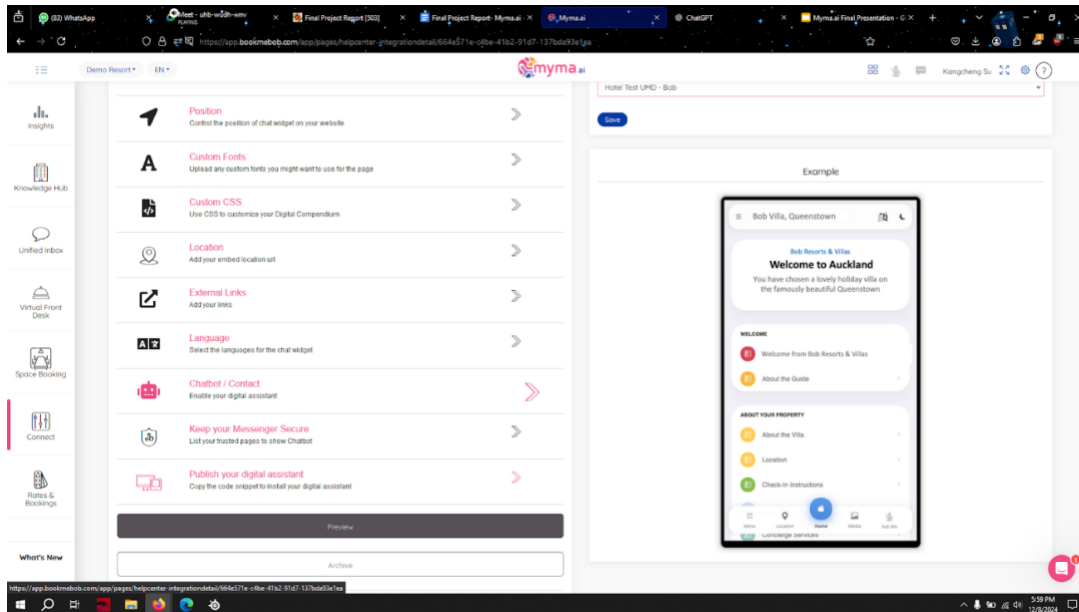 (83) WhatsApp
Meet - uhb-wsdh-wnv
PLAYING
Final Project Report [503]
Final Project Report- Myma.ai
Myma.ai
ChatGPT
Myma.ai Final Presentation - G
https://app.bookmebob.com/app/pages/helpcenter-integrationdetail/664e571e-c4be-41b2-91d7-137bda93e1ea
Demo Resort
EN
myma.ai
Kangcheng Su
Insights
Knowledge Hub
Unified Inbox
Virtual Front
Desk
Space Booking
Connect
Rates &
Bookings
What's New
Position
Control the position of chat widget on your website.
Custom Fonts
Upload any custom fonts you might want to use for the page
Custom CSS
Use CSS to customize your Digital Compendium
Location
Add your embed location url
External Links
Add your links
Language
Select the languages for the chat widget
Chatbot / Contact
Enable your digital assistant
Keep your Messenger Secure
List your trusted pages to show Chatbot
Publish your digital assistant
Copy the code snippet to install your digital assistant
Preview
Archive
Hotel Test UMD - Bob
Save
Example
Bob Villa, Queenstown
Bob Resorts & Villas
Welcome to Auckland
You have chosen a lovely holiday villa on
the famously beautiful Queenstown
WELCOME
Welcome from Bob Resorts & Villas
About the Guide
ABOUT YOUR PROPERTY
About the Villa
Location
Check-in Instructions
Menu
Location
Home
Media
Ask Me
Concierge Services
https://app.bookmebob.com/app/pages/helpcenter-integrationdetail/664e571e-c4be-41b2-91d7-137bda93e1ea
5:59 PM
12/8/2024